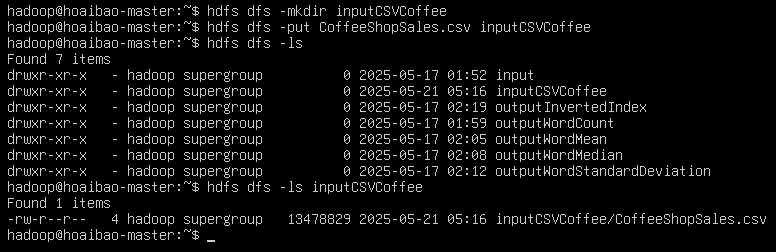 hadoop@hoaibao-master:~$ hdfs dfs -mkdir inputCSVCoffee
hadoop@hoaibao-master:~$ hdfs dfs -put CoffeeShopSales.csv inputCSVCoffee
hadoop@hoaibao-master:~$ hdfs dfs -ls
Found 7 items
drwxr-xr-x   - hadoop supergroup          0 2025-05-17 01:52 input
drwxr-xr-x   - hadoop supergroup          0 2025-05-21 05:16 inputCSVCoffee
drwxr-xr-x   - hadoop supergroup          0 2025-05-17 02:19 outputInvertedIndex
drwxr-xr-x   - hadoop supergroup          0 2025-05-17 01:59 outputWordCount
drwxr-xr-x   - hadoop supergroup          0 2025-05-17 02:05 outputWordMean
drwxr-xr-x   - hadoop supergroup          0 2025-05-17 02:08 outputWordMedian
drwxr-xr-x   - hadoop supergroup          0 2025-05-17 02:12 outputWordStandardDeviation
hadoop@hoaibao-master:~$ hdfs dfs -ls inputCSVCoffee
Found 1 items
-rw-r--r--   4 hadoop supergroup   13478829 2025-05-21 05:16 inputCSVCoffee/CoffeeShopSales.csv
hadoop@hoaibao-master:~$ _